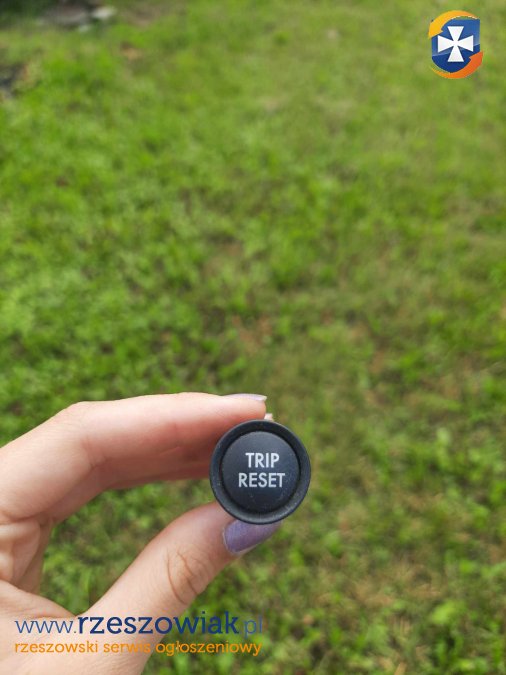 TRIP
RESET
www.rzeszowiak.pl
rzeszowski serwis ogłoszeniowy